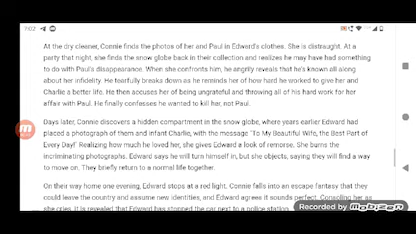 7:02
At the dry cleaner, Connie finds the photos of her and Paul in Edward's clothes. She is distraught. At a
party that night, she finds the snow globe back in their collection and realizes he may have had something
to do with Paul's disappearance. When she confronts him, he angrily reveals that he's known all along
about her infidelity. He tearfully breaks down as he reminds her of how hard he worked to give her and
Charlie a better life. He then accuses her of being ungrateful and throwing all of his hard work for her
affair with Paul. He finally confesses he wanted to kill her, not Paul.
Days later, Connie discovers a hidden compartment in the snow globe, where years earlier Edward
had placed a photograph of them and infant Charlie, with the message "To My Beautiful Wife, the Best Part of
Every Day!" Realizing how much he loved her, she gives Edward a look of remorse. She burns the
incriminating photographs. Edward says he will turn himself in, but she objects, saying they will find a way
to move on. They briefly return to a normal life together.
On their way home one evening, Edward stops at a red light. Connie falls into an escape fantasy that they
could leave the country and assume new identities, and Edward agrees it sounds perfect. Consoling her as
she cries, it is revealed that Edward has stopped the car next to a police station.
Recorded by mobizen